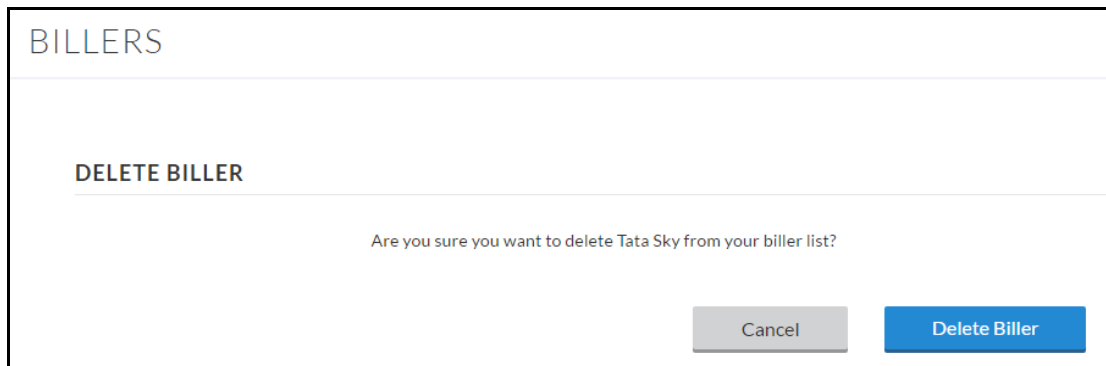 BILLERS
DELETE BILLER
Are you sure you want to delete Tata Sky from your biller list?
Cancel
Delete Biller